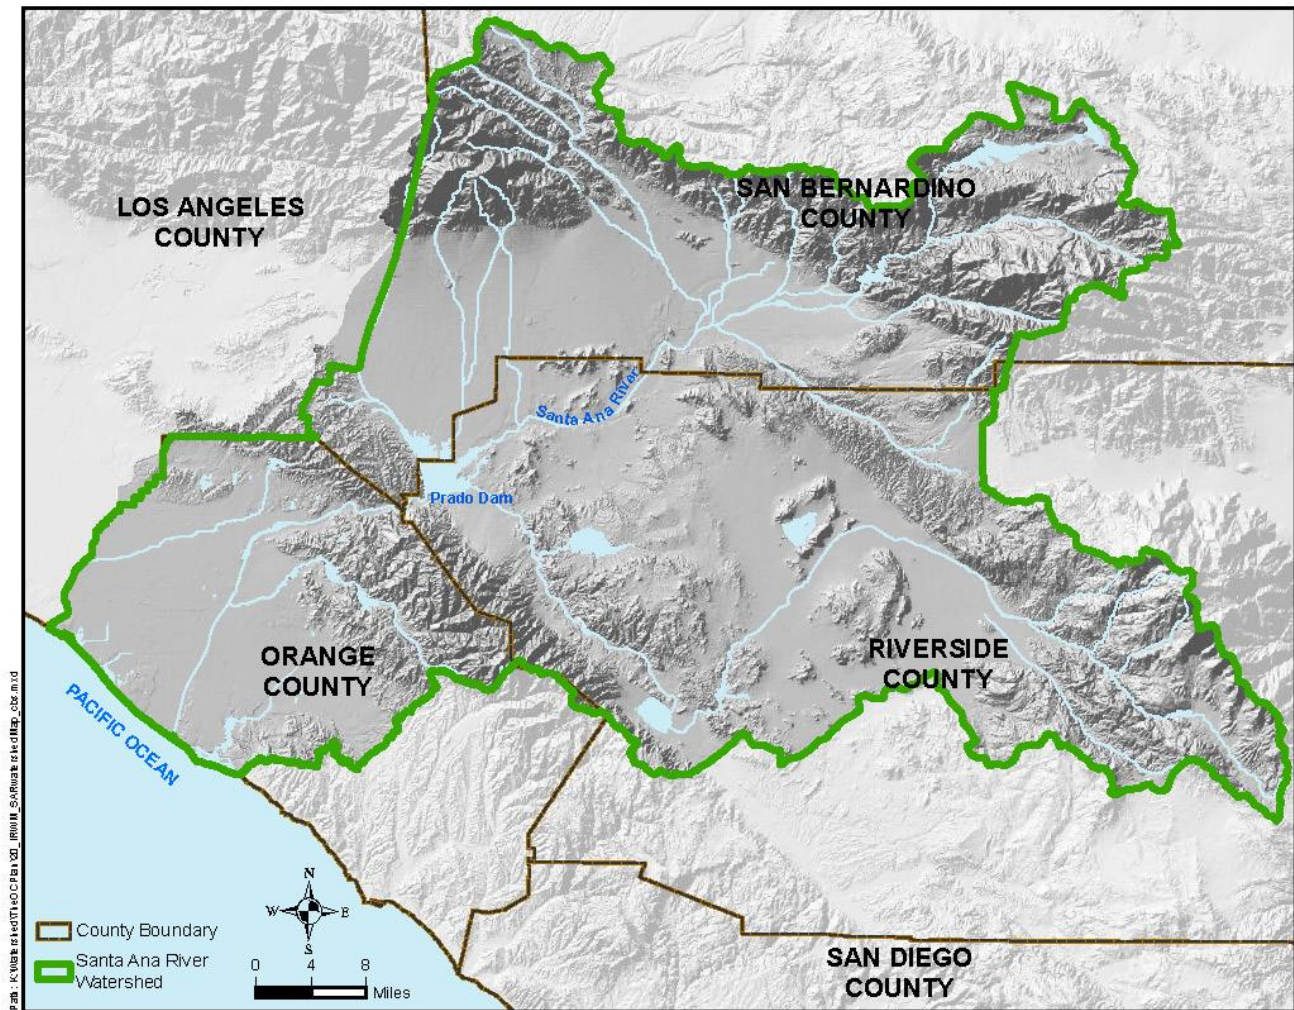 LOS ANGELES
COUNTY
SAN BERNARDINO
COUNTY
Santa Ana River
Prado Dam
ORANGE
COUNTY
RIVERSIDE
COUNTY
PACIFIC OCEAN
N
W
E
S
County Boundary
Santa Ana River
Watershed
0
4
8
Miles
SAN DIEGO
COUNTY